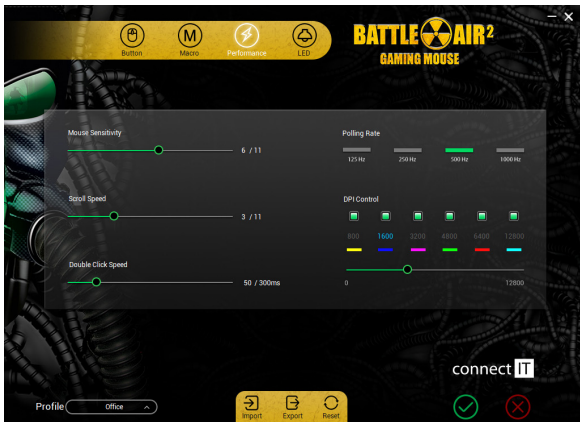 Button
Macro
Performance
LED
BATTLE AIR²
GAMING MOUSE
Mouse Sensitivity
6 / 11
Scroll Speed
3 / 11
Double Click Speed
50 / 300ms
Polling Rate
125 Hz 250 Hz 500 Hz 1000 Hz
DPI Control
800 1600 3200 4800 6400 12800
0 12800
connect IT
Profile Office
Import Export Reset